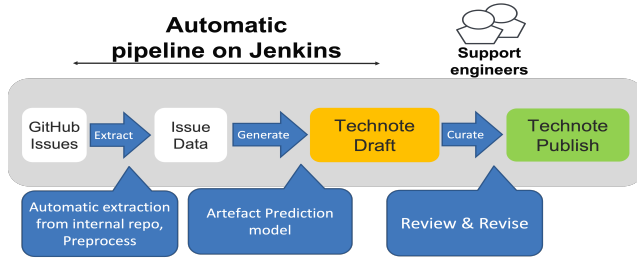 Automatic
pipeline on Jenkins
Support
engineers
GitHub
Issues
Extract
Issue
Data
Generate
Technote
Draft
Curate
Technote
Publish
Automatic extraction
from internal repo,
Preprocess
Artefact Prediction
model
Review & Revise